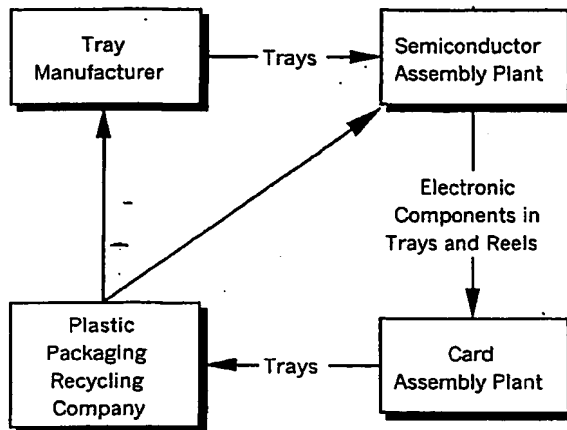 Tray
Manufacturer
Trays
Semiconductor
Assembly Plant
Electronic
Components in
Trays and Reels
Plastic
Packaging
Recycling
Company
Trays
Card
Assembly Plant